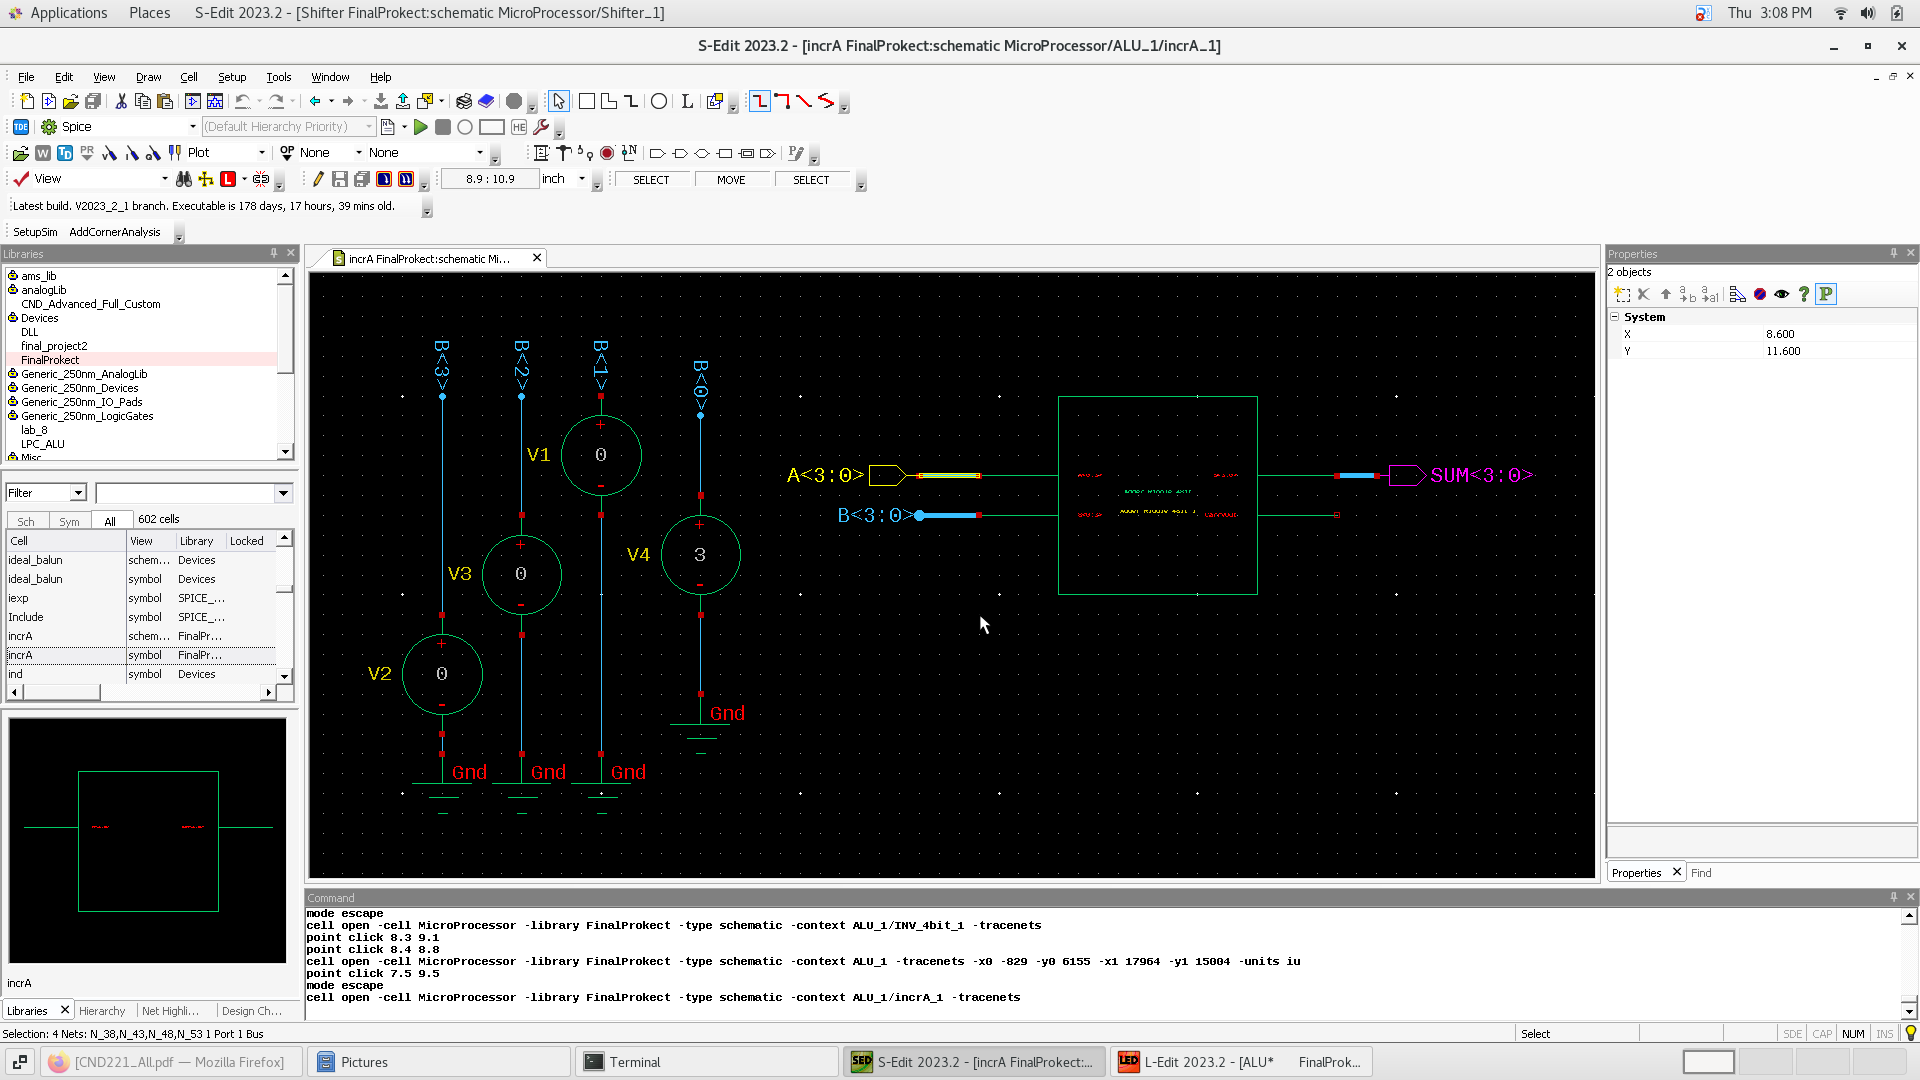 Applications Places S-Edit 2023.2 - [Shifter FinalProkect:schematic MicroProcessor/Shifter_1] Thu 3:08 PM
S-Edit 2023.2 - [incrA FinalProkect:schematic MicroProcessor/ALU_1/incrA_1]
File Edit View Draw Cell Setup Tools Window Help
TDE Spice (Default Hierarchy Priority) HE
W TD PR Plot OP None None
View L 8.9 : 10.9 inch SELECT MOVE SELECT
Latest build. V2023_2_1 branch. Executable is 178 days, 17 hours, 39 mins old.
SetupSim AddCornerAnalysis
Libraries
ams_lib
analogLib
CND_Advanced_Full_Custom
Devices
DLL
final_project2
FinalProkect
Generic_250nm_AnalogLib
Generic_250nm_Devices
Generic_250nm_IO_Pads
Generic_250nm_LogicGates
lab_8
LPC_ALU
Misc
Filter
Sch Sym All 602 cells
Cell View Library Locked
ideal_balun schem... Devices
ideal_balun symbol Devices
iexp symbol SPICE_...
Include symbol SPICE_...
incrA schem... FinalPr...
incrA symbol FinalPr...
ind symbol Devices
incrA
Libraries Hierarchy Net Highli... Design Ch...
incrA FinalProkect:schematic Mi...
B<3>
B<2>
B<1>
B<0>
V1 0
V3 0
V4 3
V2 0
Gnd
Gnd Gnd Gnd
A<3:0>
B<3:0>
SUM<3:0>
Properties
2 objects
System
X 8.600
Y 11.600
Properties Find
Command
mode escape
cell open -cell MicroProcessor -library FinalProkect -type schematic -context ALU_1/INV_4bit_1 -tracenets
point click 8.3 9.1
point click 8.4 8.8
cell open -cell MicroProcessor -library FinalProkect -type schematic -context ALU_1 -tracenets -x0 -829 -y0 6155 -x1 17964 -y1 15004 -units iu
point click 7.5 9.5
mode escape
cell open -cell MicroProcessor -library FinalProkect -type schematic -context ALU_1/incrA_1 -tracenets
Selection: 4 Nets: N_38,N_43,N_48,N_53 1 Port 1 Bus Select SDE CAP NUM INS
[CND221_All.pdf — Mozilla Firefox] Pictures Terminal S-Edit 2023.2 - [incrA FinalProkect:... L-Edit 2023.2 - [ALU* FinalProk...